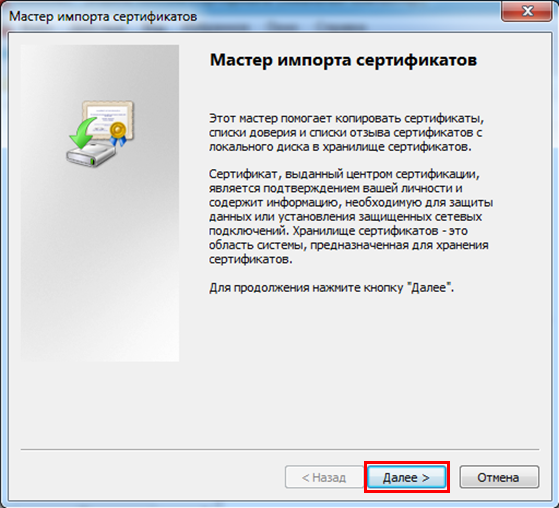 Мастер импорта сертификатов
Мастер импорта сертификатов
Этот мастер помогает копировать сертификаты,
списки доверия и списки отзыва сертификатов с
локального диска в хранилище сертификатов.
Сертификат, выданный центром сертификации,
является подтверждением вашей личности и
содержит информацию, необходимую для защиты
данных или установления защищенных сетевых
подключений. Хранилище сертификатов - это
область системы, предназначенная для хранения
сертификатов.
Для продолжения нажмите кнопку "Далее".
< Назад Далее > Отмена